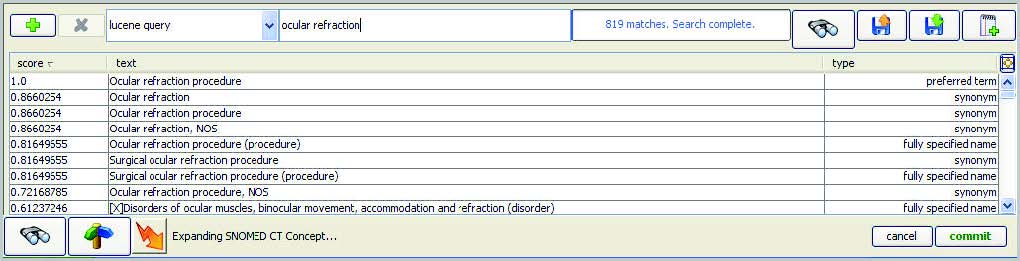 lucene query ocular refraction 819 matches. Search complete.
score text type
1.0 Ocular refraction procedure preferred term
0.8660254 Ocular refraction synonym
0.8660254 Ocular refraction procedure synonym
0.8660254 Ocular refraction, NOS synonym
0.81649655 Ocular refraction procedure (procedure) fully specified name
0.81649655 Surgical ocular refraction procedure synonym
0.81649655 Surgical ocular refraction procedure (procedure) fully specified name
0.72168785 Ocular refraction procedure, NOS synonym
0.61237246 [X]Disorders of ocular muscles, binocular movement, accommodation and refraction (disorder) fully specified name
Expanding SNOMED CT Concept... cancel commit